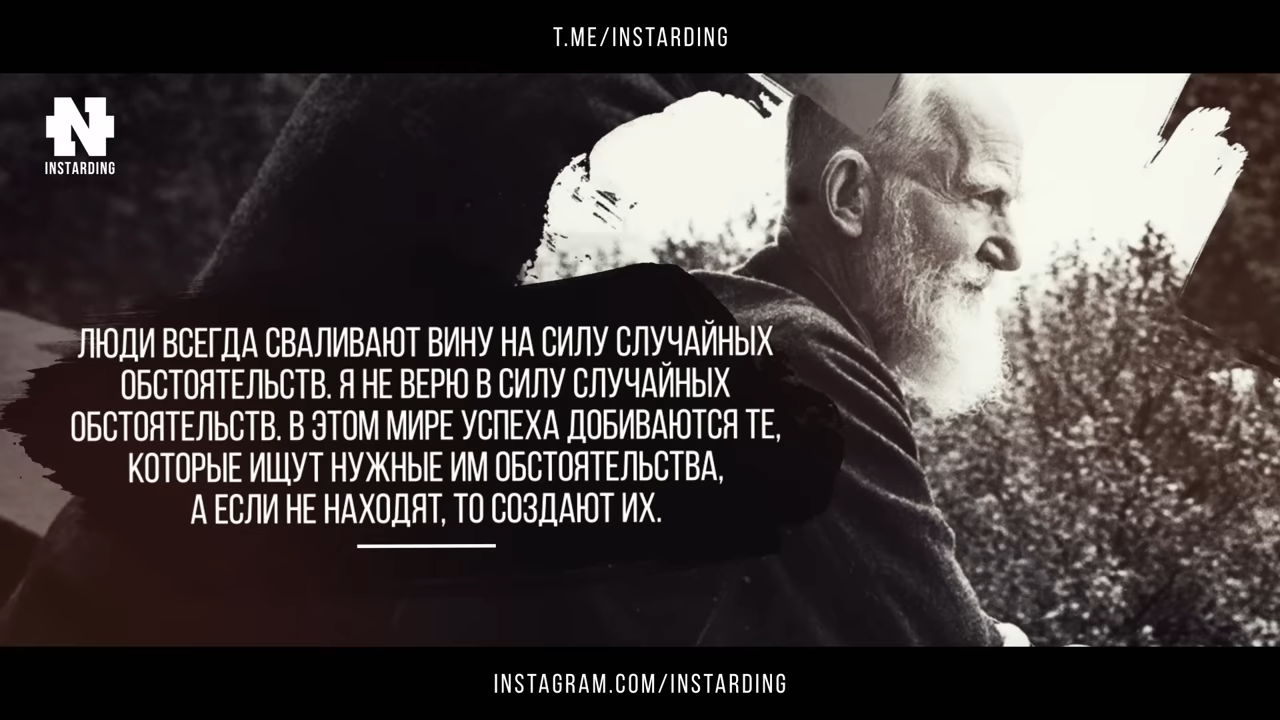 T.ME/INSTARDING
N
INSTARDING
ЛЮДИ ВСЕГДА СВАЛИВАЮТ ВИНУ НА СИЛУ СЛУЧАЙНЫХ
ОБСТОЯТЕЛЬСТВ. Я НЕ ВЕРЮ В СИЛУ СЛУЧАЙНЫХ
ОБСТОЯТЕЛЬСТВ. В ЭТОМ МИРЕ УСПЕХА ДОБИВАЮТСЯ ТЕ,
КОТОРЫЕ ИЩУТ НУЖНЫЕ ИМ ОБСТОЯТЕЛЬСТВА,
А ЕСЛИ НЕ НАХОДЯТ, ТО СОЗДАЮТ ИХ.
INSTAGRAM.COM/INSTARDING